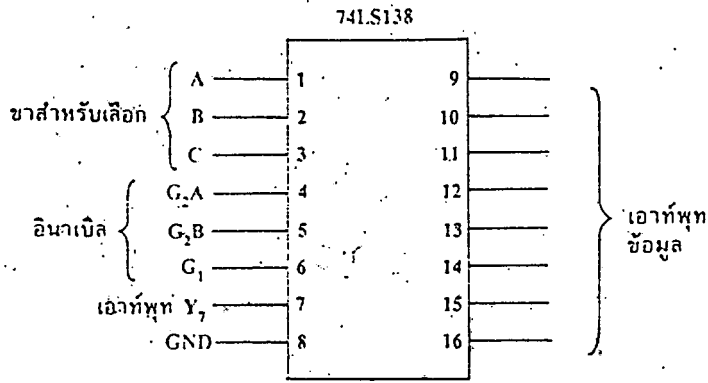 74LS138
A 1 9
ขาสำหรับเลือก B 2 10
C 3 11
G₂A 4 12
อินาเบิล G₂B 5 13
G₁ 6 14
เอาท์พุท Y₇ 7 15
GND 8 16
เอาท์พุท
ข้อมูล